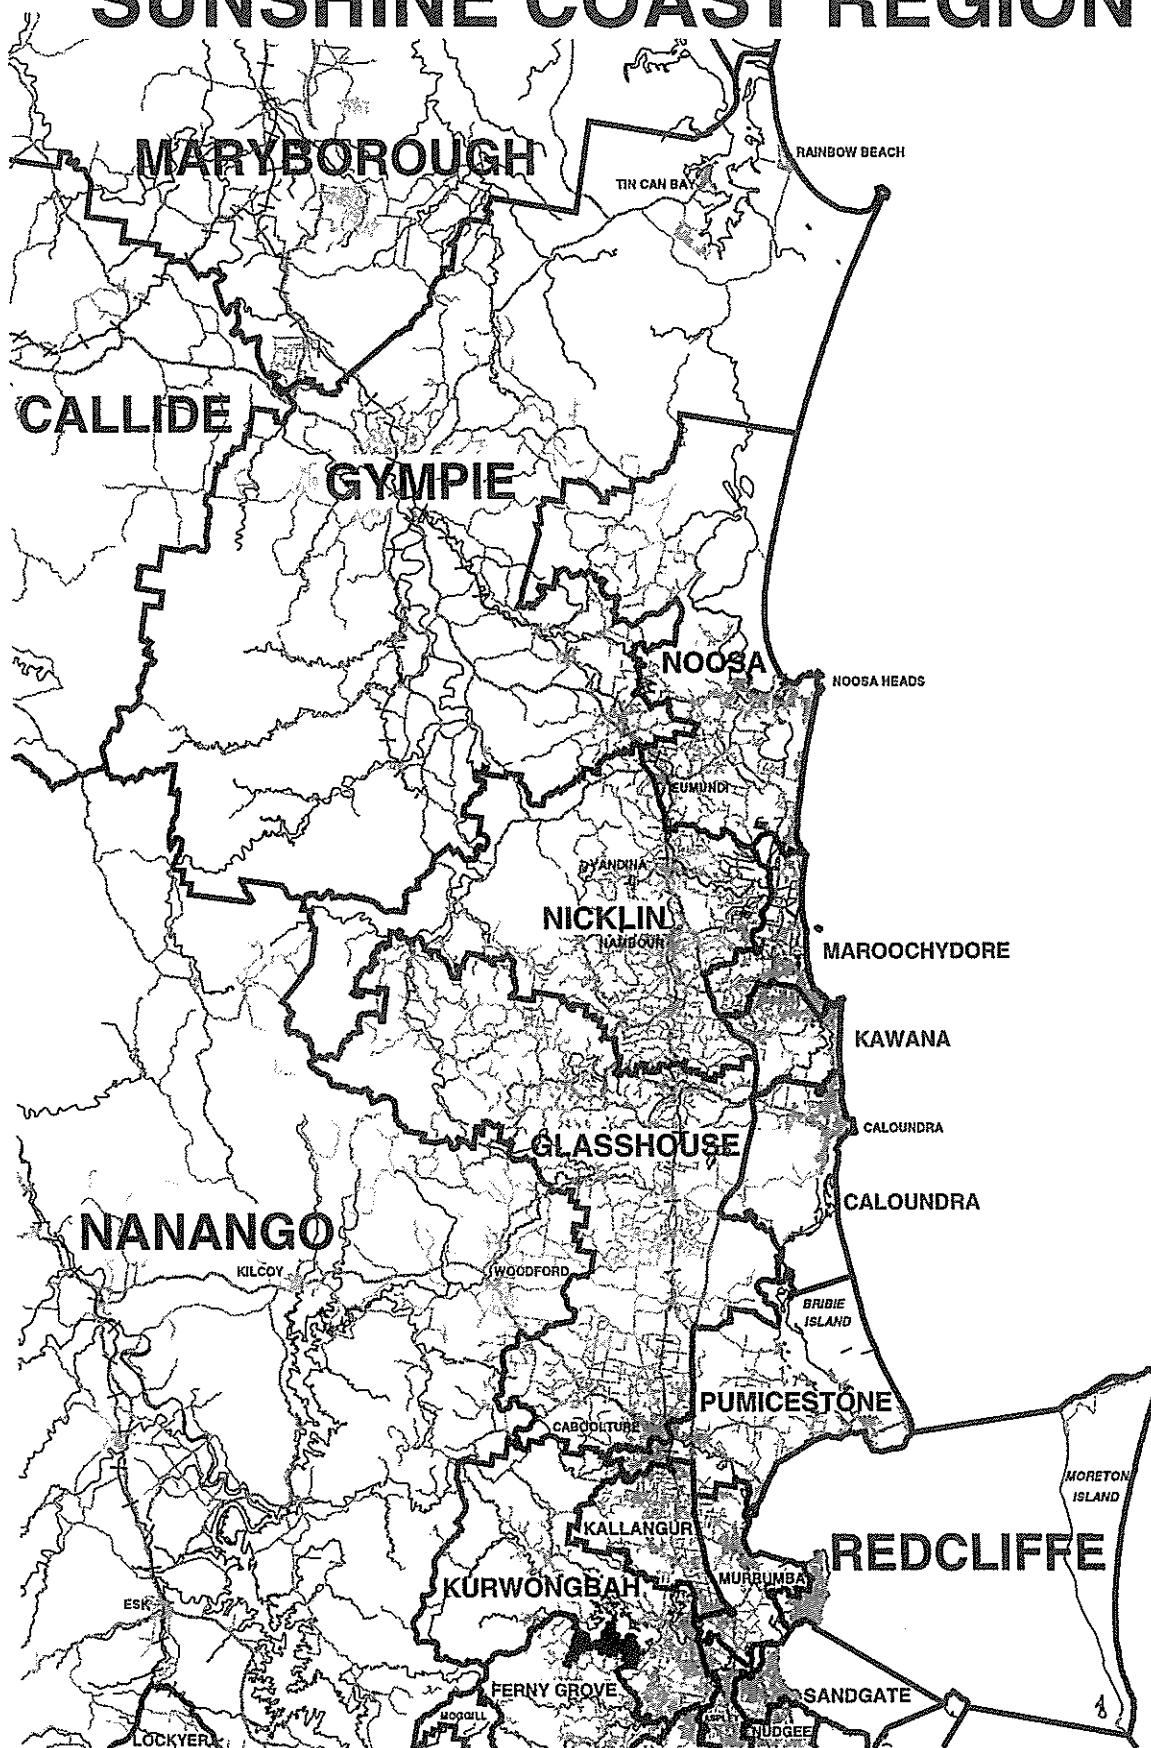 SUNSHINE COAST REGION
MARYBOROUGH
RAINBOW BEACH
TIN CAN BAY
CALLIDE
GYMPIE
NOOSA
NOOSA HEADS
EUMUNDI
YANDINA
NICKLIN
NAMBOUR
MAROOCHYDORE
KAWANA
CALOUNDRA
GLASSHOUSE
CALOUNDRA
NANANGO
KILCOY
WOODFORD
BRIBIE
ISLAND
PUMICESTONE
CABOOLTURE
MORETON
ISLAND
KALLANGUR
REDCLIFFE
MURRUMBA
KURWONGBAH
ESK
FERNY GROVE
SANDGATE
MOGGILL
ASPLEY
NUDGEE
LOCKYER